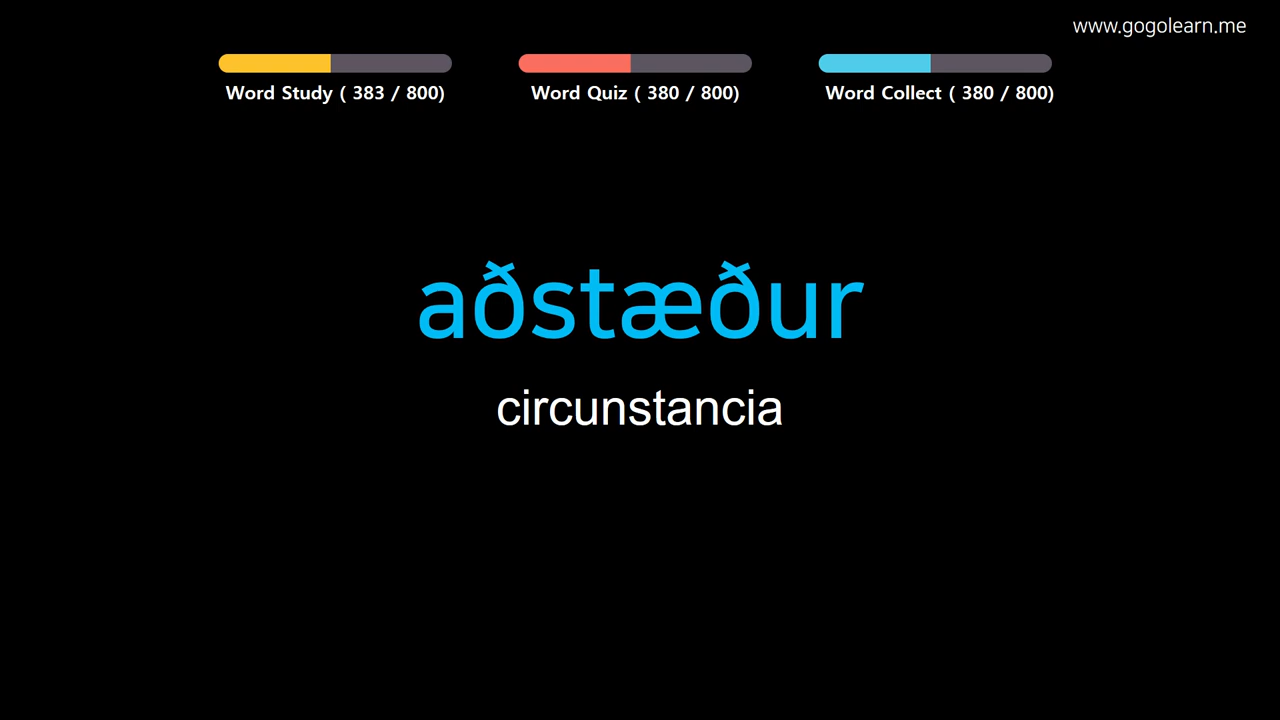 www.gogolearn.me
Word Study ( 383 / 800)
Word Quiz ( 380 / 800)
Word Collect ( 380 / 800)
aðstæður
circunstancia